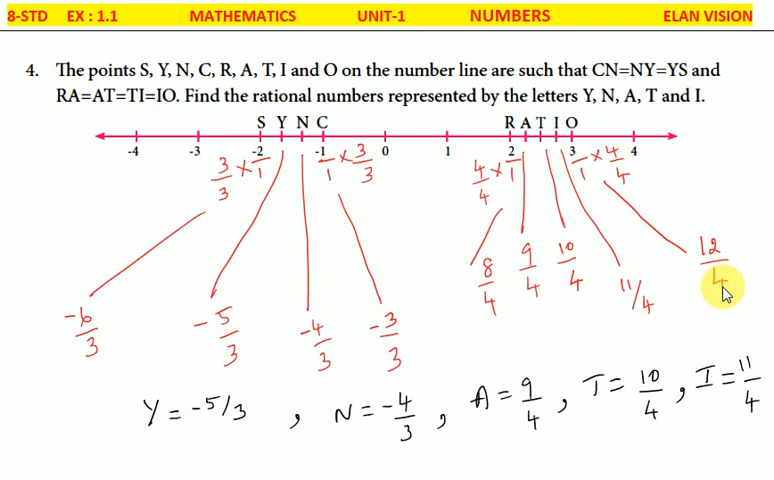 8-STD EX : 1.1 MATHEMATICS UNIT-1 NUMBERS ELAN VISION
4. The points S, Y, N, C, R, A, T, I and O on the number line are such that CN=NY=YS and
RA=AT=TI=IO. Find the rational numbers represented by the letters Y, N, A, T and I.
S Y N C R A T I O
-4 -3 -2 -1 0 1 2 3 4
3/3 × /1 /1 × 3/3 4/4 × /1 /1 × 4/4
-6/3 -5/3 -4/3 -3/3 8/4 9/4 10/4 11/4 12/4
Y = -5/3 , N = -4/3 , A = 9/4 , T = 10/4 , I = 11/4